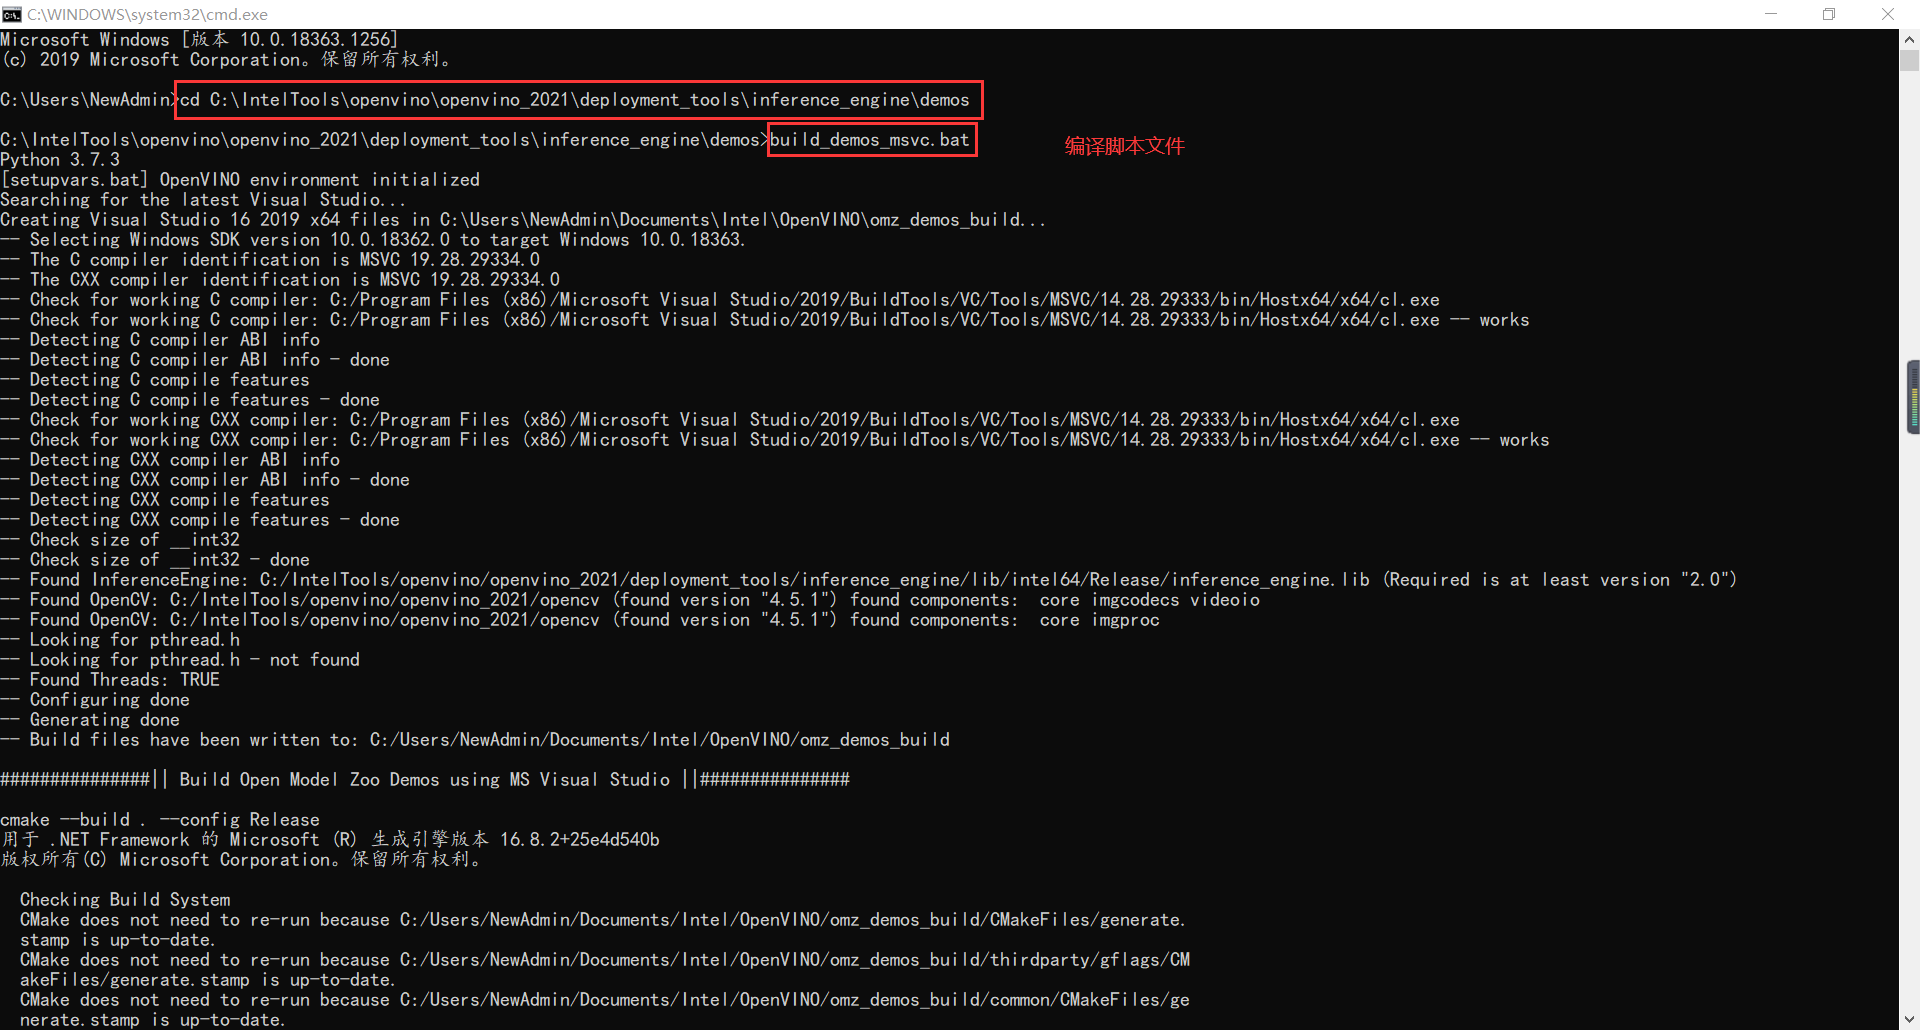 C:\WINDOWS\system32\cmd.exe
Microsoft Windows [版本 10.0.18363.1256]
(c) 2019 Microsoft Corporation。保留所有权利。
C:\Users\NewAdmin>cd C:\IntelTools\openvino\openvino_2021\deployment_tools\inference_engine\demos
C:\IntelTools\openvino\openvino_2021\deployment_tools\inference_engine\demos>build_demos_msvc.bat 编译脚本文件
Python 3.7.3
[setupvars.bat] OpenVINO environment initialized
Searching for the latest Visual Studio...
Creating Visual Studio 16 2019 x64 files in C:\Users\NewAdmin\Documents\Intel\OpenVINO\omz_demos_build...
-- Selecting Windows SDK version 10.0.18362.0 to target Windows 10.0.18363.
-- The C compiler identification is MSVC 19.28.29334.0
-- The CXX compiler identification is MSVC 19.28.29334.0
-- Check for working C compiler: C:/Program Files (x86)/Microsoft Visual Studio/2019/BuildTools/VC/Tools/MSVC/14.28.29333/bin/Hostx64/x64/cl.exe
-- Check for working C compiler: C:/Program Files (x86)/Microsoft Visual Studio/2019/BuildTools/VC/Tools/MSVC/14.28.29333/bin/Hostx64/x64/cl.exe -- works
-- Detecting C compiler ABI info
-- Detecting C compiler ABI info - done
-- Detecting C compile features
-- Detecting C compile features - done
-- Check for working CXX compiler: C:/Program Files (x86)/Microsoft Visual Studio/2019/BuildTools/VC/Tools/MSVC/14.28.29333/bin/Hostx64/x64/cl.exe
-- Check for working CXX compiler: C:/Program Files (x86)/Microsoft Visual Studio/2019/BuildTools/VC/Tools/MSVC/14.28.29333/bin/Hostx64/x64/cl.exe -- works
-- Detecting CXX compiler ABI info
-- Detecting CXX compiler ABI info - done
-- Detecting CXX compile features
-- Detecting CXX compile features - done
-- Check size of __int32
-- Check size of __int32 - done
-- Found InferenceEngine: C:/IntelTools/openvino/openvino_2021/deployment_tools/inference_engine/lib/intel64/Release/inference_engine.lib (Required is at least version "2.0")
-- Found OpenCV: C:/IntelTools/openvino/openvino_2021/opencv (found version "4.5.1") found components:  core imgcodecs videoio
-- Found OpenCV: C:/IntelTools/openvino/openvino_2021/opencv (found version "4.5.1") found components:  core imgproc
-- Looking for pthread.h
-- Looking for pthread.h - not found
-- Found Threads: TRUE
-- Configuring done
-- Generating done
-- Build files have been written to: C:/Users/NewAdmin/Documents/Intel/OpenVINO/omz_demos_build
###############|| Build Open Model Zoo Demos using MS Visual Studio ||###############
cmake --build . --config Release
用于 .NET Framework 的 Microsoft (R) 生成引擎版本 16.8.2+25e4d540b
版权所有(C) Microsoft Corporation。保留所有权利。
Checking Build System
CMake does not need to re-run because C:/Users/NewAdmin/Documents/Intel/OpenVINO/omz_demos_build/CMakeFiles/generate.
stamp is up-to-date.
CMake does not need to re-run because C:/Users/NewAdmin/Documents/Intel/OpenVINO/omz_demos_build/thirdparty/gflags/CM
akeFiles/generate.stamp is up-to-date.
CMake does not need to re-run because C:/Users/NewAdmin/Documents/Intel/OpenVINO/omz_demos_build/common/CMakeFiles/ge
nerate.stamp is up-to-date.